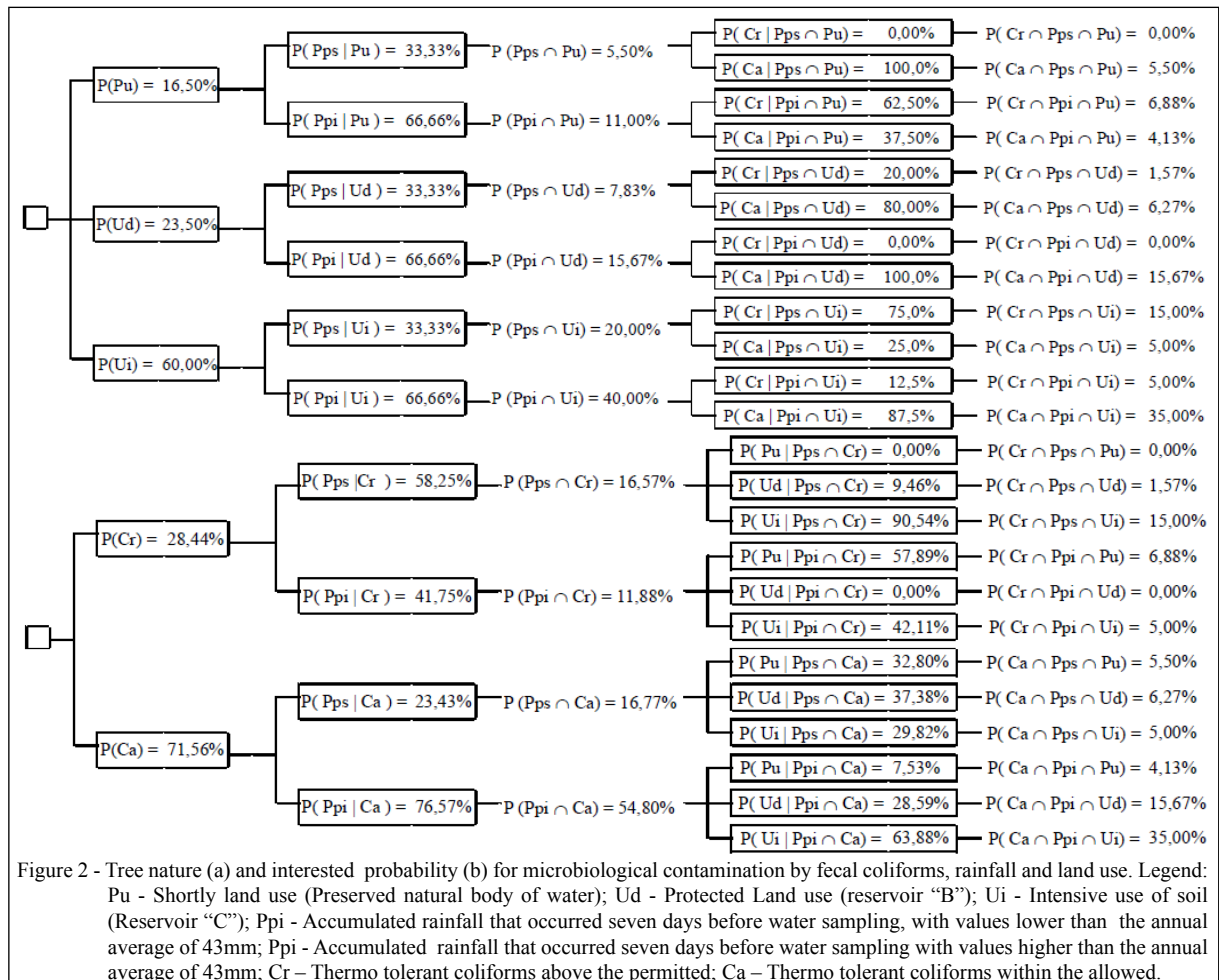 P( Cr | Pps ∩ Pu) = 0,00% P( Cr ∩ Pps ∩ Pu) = 0,00%
P( Pps | Pu ) = 33,33% P (Pps ∩ Pu) = 5,50%
P( Ca | Pps ∩ Pu) = 100,0% P( Ca ∩ Pps ∩ Pu) = 5,50%
P(Pu) = 16,50%
P( Cr | Ppi ∩ Pu) = 62,50% P( Cr ∩ Ppi ∩ Pu) = 6,88%
P( Ppi | Pu ) = 66,66% P (Ppi ∩ Pu) = 11,00%
P( Ca | Ppi ∩ Pu) = 37,50% P( Ca ∩ Ppi ∩ Pu) = 4,13%
P( Cr | Pps ∩ Ud) = 20,00% P( Cr ∩ Pps ∩ Ud) = 1,57%
P( Pps | Ud ) = 33,33% P (Pps ∩ Ud) = 7,83%
P( Ca | Pps ∩ Ud) = 80,00% P( Ca ∩ Pps ∩ Ud) = 6,27%
P(Ud) = 23,50%
P( Cr | Ppi ∩ Ud) = 0,00% P( Cr ∩ Ppi ∩ Ud) = 0,00%
P( Ppi | Ud ) = 66,66% P (Ppi ∩ Ud) = 15,67%
P( Ca | Ppi ∩ Ud) = 100,0% P( Ca ∩ Ppi ∩ Ud) = 15,67%
P( Cr | Pps ∩ Ui) = 75,0% P( Cr ∩ Pps ∩ Ui) = 15,00%
P( Pps | Ui ) = 33,33% P (Pps ∩ Ui) = 20,00%
P( Ca | Pps ∩ Ui) = 25,0% P( Ca ∩ Pps ∩ Ui) = 5,00%
P(Ui) = 60,00%
P( Cr | Ppi ∩ Ui) = 12,5% P( Cr ∩ Ppi ∩ Ui) = 5,00%
P( Ppi | Ui ) = 66,66% P (Ppi ∩ Ui) = 40,00%
P( Ca | Ppi ∩ Ui) = 87,5% P( Ca ∩ Ppi ∩ Ui) = 35,00%
P( Pu | Pps ∩ Cr) = 0,00% P( Cr ∩ Pps ∩ Pu) = 0,00%
P( Pps |Cr ) = 58,25% P (Pps ∩ Cr) = 16,57% P( Ud | Pps ∩ Cr) = 9,46% P( Cr ∩ Pps ∩ Ud) = 1,57%
P( Ui | Pps ∩ Cr) = 90,54% P( Cr ∩ Pps ∩ Ui) = 15,00%
P(Cr) = 28,44%
P( Pu | Ppi ∩ Cr) = 57,89% P( Cr ∩ Ppi ∩ Pu) = 6,88%
P( Ppi | Cr ) = 41,75% P (Ppi ∩ Cr) = 11,88% P( Ud | Ppi ∩ Cr) = 0,00% P( Cr ∩ Ppi ∩ Ud) = 0,00%
P( Ui | Ppi ∩ Cr) = 42,11% P( Cr ∩ Ppi ∩ Ui) = 5,00%
P( Pu | Pps ∩ Ca) = 32,80% P( Ca ∩ Pps ∩ Pu) = 5,50%
P( Pps | Ca ) = 23,43% P (Pps ∩ Ca) = 16,77% P( Ud | Pps ∩ Ca) = 37,38% P( Ca ∩ Pps ∩ Ud) = 6,27%
P( Ui | Pps ∩ Ca) = 29,82% P( Ca ∩ Pps ∩ Ui) = 5,00%
P(Ca) = 71,56%
P( Pu | Ppi ∩ Ca) = 7,53% P( Ca ∩ Ppi ∩ Pu) = 4,13%
P( Ppi | Ca ) = 76,57% P (Ppi ∩ Ca) = 54,80% P( Ud | Ppi ∩ Ca) = 28,59% P( Ca ∩ Ppi ∩ Ud) = 15,67%
P( Ui | Ppi ∩ Ca) = 63,88% P( Ca ∩ Ppi ∩ Ui) = 35,00%
Figure 2 - Tree nature (a) and interested probability (b) for microbiological contamination by fecal coliforms, rainfall and land use. Legend:
Pu - Shortly land use (Preserved natural body of water); Ud - Protected Land use (reservoir “B”); Ui - Intensive use of soil
(Reservoir “C”); Ppi - Accumulated rainfall that occurred seven days before water sampling, with values lower than the annual
average of 43mm; Ppi - Accumulated rainfall that occurred seven days before water sampling with values higher than the annual
average of 43mm; Cr – Thermo tolerant coliforms above the permitted; Ca – Thermo tolerant coliforms within the allowed.